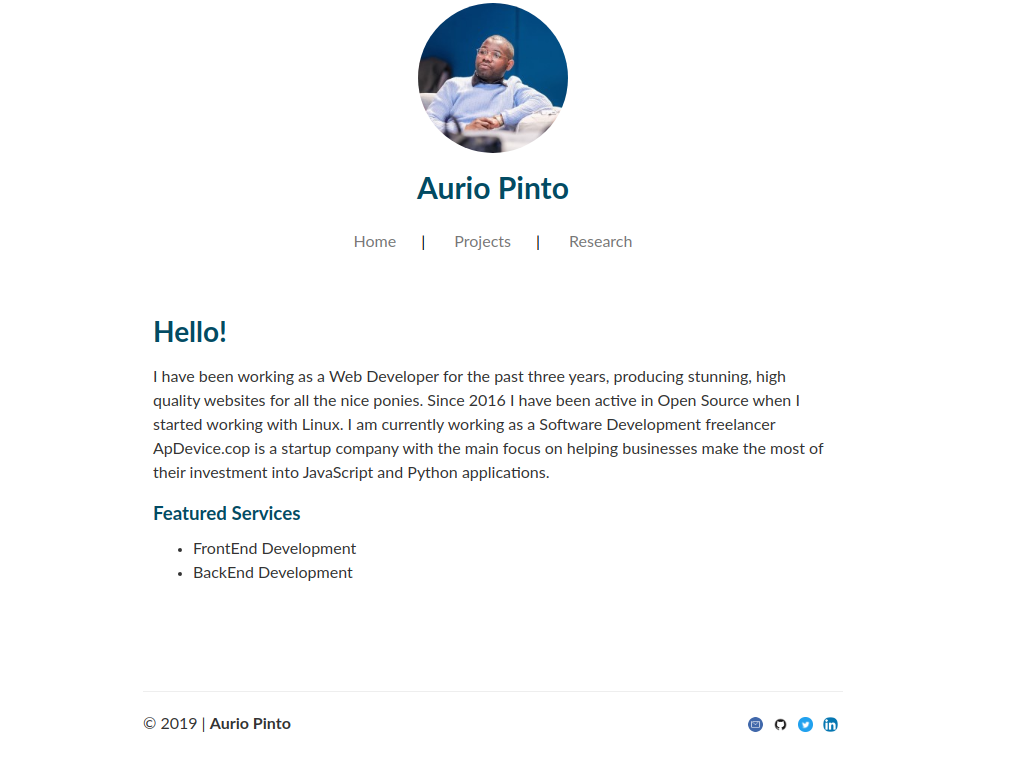 Aurio Pinto
Home | Projects | Research
Hello!
I have been working as a Web Developer for the past three years, producing stunning, high
quality websites for all the nice ponies. Since 2016 I have been active in Open Source when I
started working with Linux. I am currently working as a Software Development freelancer
ApDevice.cop is a startup company with the main focus on helping businesses make the most of
their investment into JavaScript and Python applications.
Featured Services
• FrontEnd Development
• BackEnd Development
© 2019 | Aurio Pinto
in